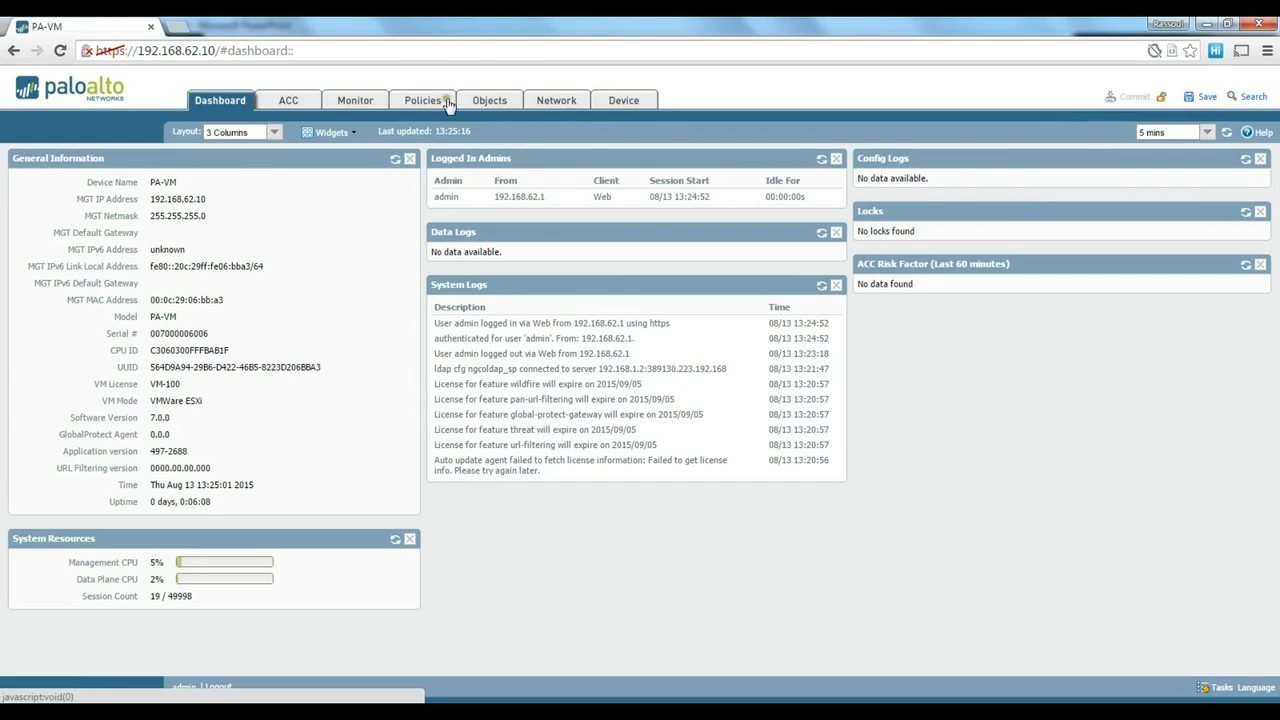 PA-VM
Rassoul
https://192.168.62.10/#dashboard::
Hi
paloalto
NETWORKS
Dashboard
ACC
Monitor
Policies
Objects
Network
Device
Commit
Save
Search
Layout: 3 Columns
Widgets
Last updated: 13:25:16
5 mins
Help
General Information
Device Name PA-VM
MGT IP Address 192.168.62.10
MGT Netmask 255.255.255.0
MGT Default Gateway
MGT IPv6 Address unknown
MGT IPv6 Link Local Address fe80::20c:29ff:fe06:bba3/64
MGT IPv6 Default Gateway
MGT MAC Address 00:0c:29:06:bb:a3
Model PA-VM
Serial # 007000006006
CPU ID C3060300FFFBAB1F
UUID 564D9A94-29B6-D422-46B5-8223D206BBA3
VM License VM-100
VM Mode VMWare ESXi
Software Version 7.0.0
GlobalProtect Agent 0.0.0
Application version 497-2688
URL Filtering version 0000.00.00.000
Time Thu Aug 13 13:25:01 2015
Uptime 0 days, 0:06:08
System Resources
Management CPU 5%
Data Plane CPU 2%
Session Count 19 / 49998
Logged In Admins
Admin From Client Session Start Idle For
admin 192.168.62.1 Web 08/13 13:24:52 00:00:00s
Data Logs
No data available.
System Logs
Description Time
User admin logged in via Web from 192.168.62.1 using https 08/13 13:24:52
authenticated for user 'admin'. From: 192.168.62.1. 08/13 13:24:52
User admin logged out via Web from 192.168.62.1 08/13 13:23:18
ldap cfg ngcoldap_sp connected to server 192.168.1.2:389130.223.192.168 08/13 13:21:47
License for feature wildfire will expire on 2015/09/05 08/13 13:20:57
License for feature pan-url-filtering will expire on 2015/09/05 08/13 13:20:57
License for feature global-protect-gateway will expire on 2015/09/05 08/13 13:20:57
License for feature threat will expire on 2015/09/05 08/13 13:20:57
License for feature url-filtering will expire on 2015/09/05 08/13 13:20:57
Auto update agent failed to fetch license information: Failed to get license 08/13 13:20:56
info. Please try again later.
Config Logs
No data available.
Locks
No locks found
ACC Risk Factor (Last 60 minutes)
No data found
admin | Logout
javascript:void(0)
Tasks
Language